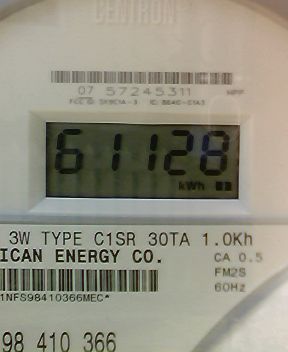 CENTRON
07 57245311
61128
kWh
3W TYPE C1SR 30TA 1.0Kh
ICAN ENERGY CO. CA 0.5
FM2S
60Hz
1NFS98410366MEC*
98 410 366